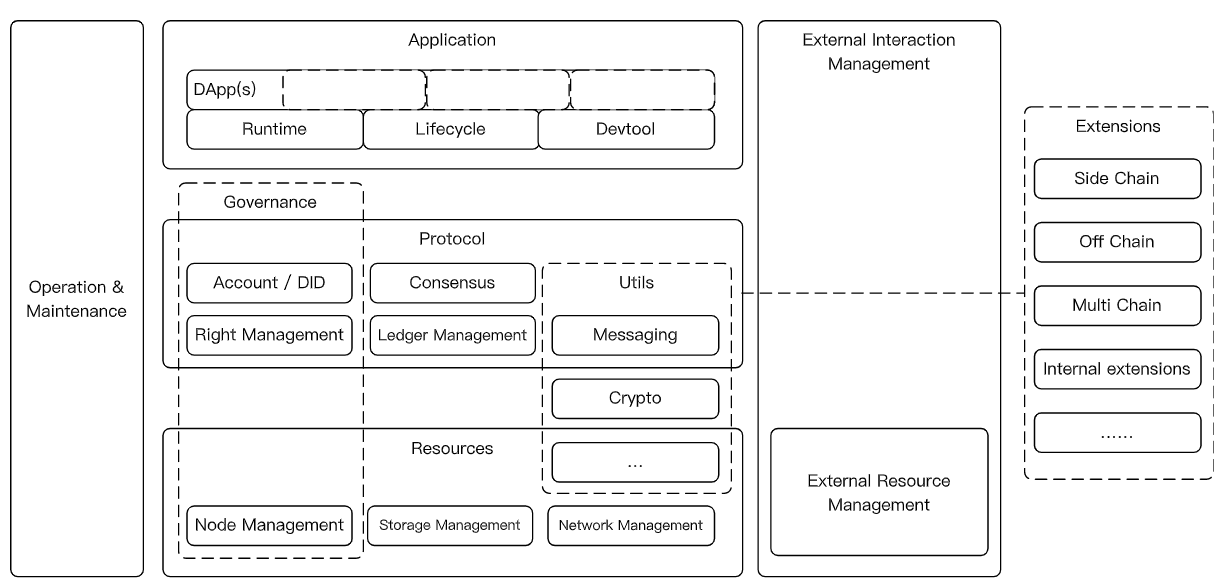 Operation &
Maintenance
Application
DApp(s)
Runtime
Lifecycle
Devtool
Governance
Protocol
Account / DID
Consensus
Utils
Right Management
Ledger Management
Messaging
Crypto
Resources
...
Node Management
Storage Management
Network Management
External Interaction
Management
External Resource
Management
Extensions
Side Chain
Off Chain
Multi Chain
Internal extensions
......